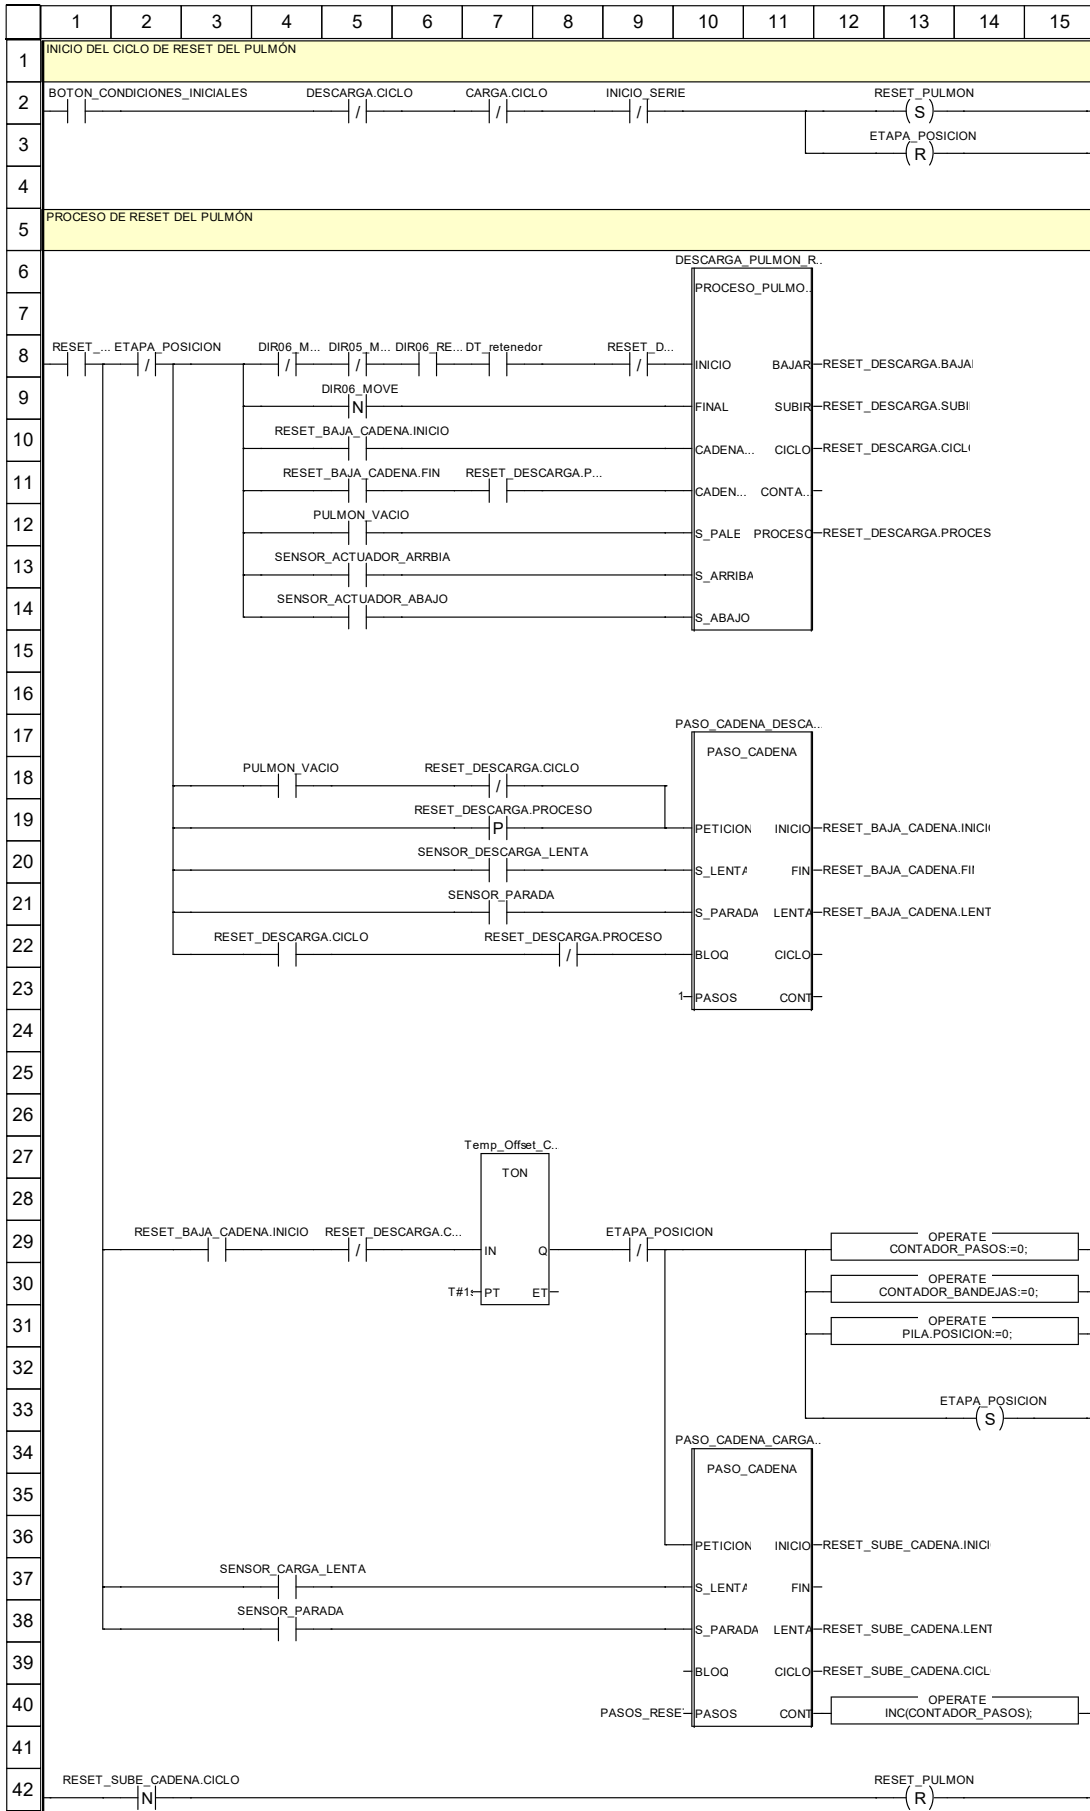 1 2 3 4 5 6 7 8 9 10 11 12 13 14 15
1 INICIO DEL CICLO DE RESET DEL PULMÓN
BOTON_CONDICIONES_INICIALES DESCARGA.CICLO CARGA.CICLO INICIO_SERIE RESET_PULMON
2 / / / S
ETAPA_POSICION
3 R
4
5 PROCESO DE RESET DEL PULMÓN
DESCARGA_PULMON_R..
6 PROCESO_PULMO..
7
RESET_... ETAPA_POSICION DIR06_M... DIR05_M... DIR06_RE... DT_retenedor RESET_D...
8 / / / / INICIO BAJAR RESET_DESCARGA.BAJA
DIR06_MOVE
9 N FINAL SUBIR RESET_DESCARGA.SUBI
RESET_BAJA_CADENA.INICIO
10 CADENA... CICLO RESET_DESCARGA.CICL
RESET_BAJA_CADENA.FIN RESET_DESCARGA.P...
11 CADEN... CONTA..
PULMON_VACIO
12 S_PALE PROCESO RESET_DESCARGA.PROCES
SENSOR_ACTUADOR_ARRBIA
13 S_ARRIBA
SENSOR_ACTUADOR_ABAJO
14 S_ABAJO
15
16
17 PASO_CADENA_DESCA..
PASO_CADENA
PULMON_VACIO RESET_DESCARGA.CICLO
18 /
RESET_DESCARGA.PROCESO
19 P PETICION INICIO RESET_BAJA_CADENA.INICI
SENSOR_DESCARGA_LENTA
20 S_LENTA FIN RESET_BAJA_CADENA.FI
SENSOR_PARADA
21 S_PARADA LENTA RESET_BAJA_CADENA.LENT
RESET_DESCARGA.CICLO RESET_DESCARGA.PROCESO
22 / BLOQ CICLO
23 1 PASOS CONT
24
25
26
27 Temp_Offset_C..
TON
28
RESET_BAJA_CADENA.INICIO RESET_DESCARGA.C... ETAPA_POSICION
29 / IN Q / OPERATE
CONTADOR_PASOS:=0;
30 T#1 PT ET OPERATE
CONTADOR_BANDEJAS:=0;
31 OPERATE
PILA.POSICION:=0;
32
ETAPA_POSICION
33 S
34 PASO_CADENA_CARGA..
PASO_CADENA
35
36 PETICION INICIO RESET_SUBE_CADENA.INICI
SENSOR_CARGA_LENTA
37 S_LENTA FIN
SENSOR_PARADA
38 S_PARADA LENTA RESET_SUBE_CADENA.LENT
39 BLOQ CICLO RESET_SUBE_CADENA.CICL
40 PASOS_RESE PASOS CONT OPERATE
INC(CONTADOR_PASOS);
41
RESET_SUBE_CADENA.CICLO RESET_PULMON
42 N R